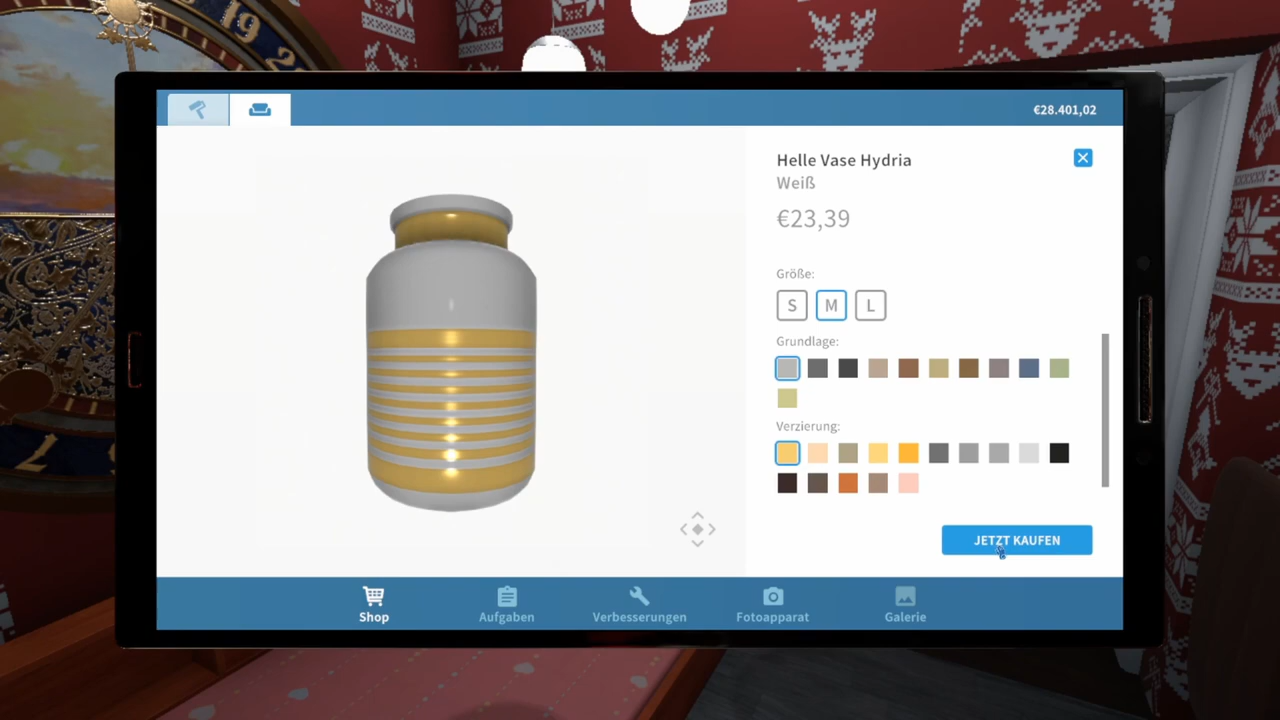 19
€28.401,02
Helle Vase Hydria
Weiß
€23,39
Größe:
S M L
Grundlage:
Verzierung:
JETZT KAUFEN
Shop Aufgaben Verbesserungen Fotoapparat Galerie